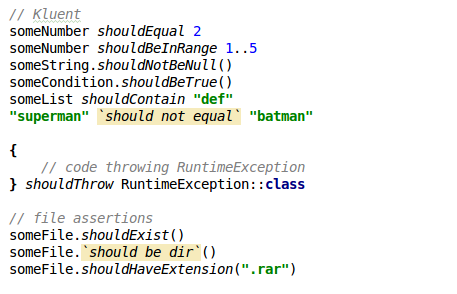 // Kluent
someNumber shouldEqual 2
someNumber shouldBeInRange 1..5
someString.shouldNotBeNull()
someCondition.shouldBeTrue()
someList shouldContain "def"
"superman" `should not equal` "batman"
{
    // code throwing RuntimeException
} shouldThrow RuntimeException::class
// file assertions
someFile.shouldExist()
someFile.`should be dir`()
someFile.shouldHaveExtension(".rar")